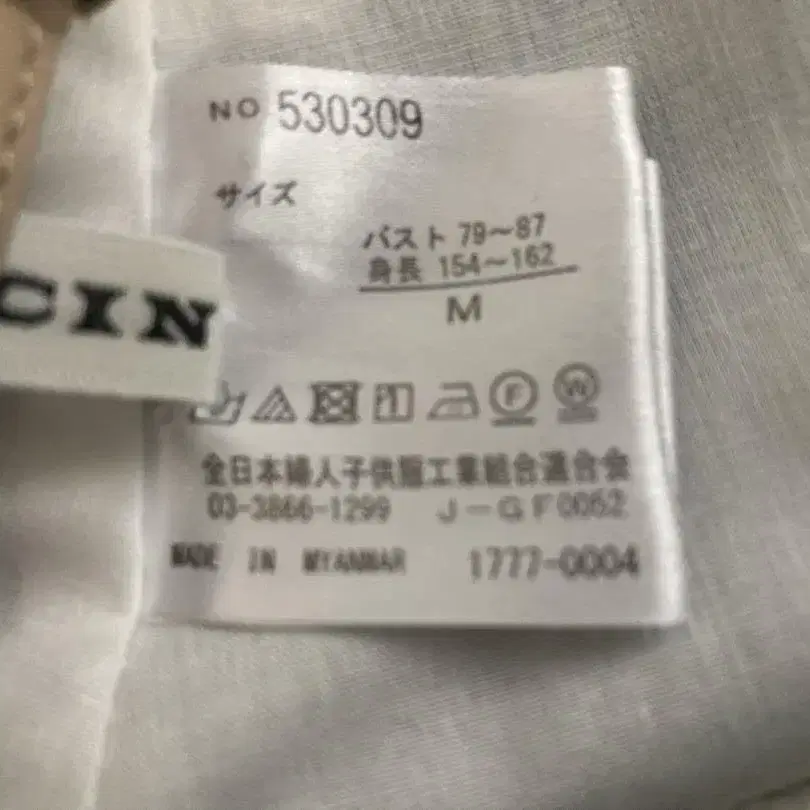 NO 530309
サイズ
バスト 79～87
身長 154～162
M
CIN
F W
全日本婦人子供服工業組合連合会
03-3866-1299 J-GF0052
MADE IN MYANMAR 1777-0004